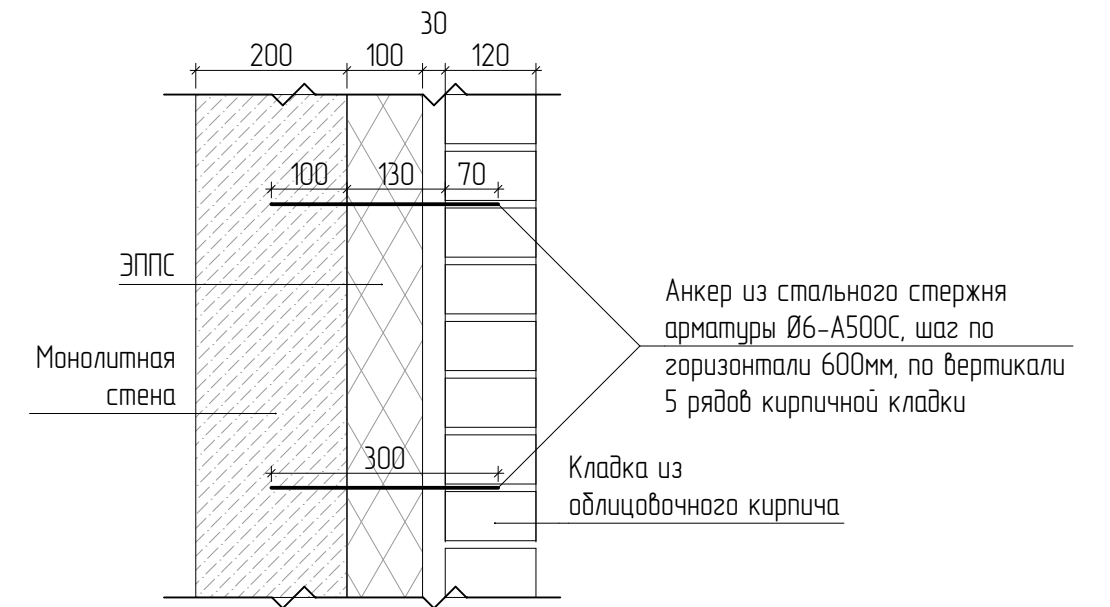 30
200 100 120
100 130 70
ЭППС
Монолитная
стена
Анкер из стального стержня
арматуры Ø6-А500С, шаг по
горизонтали 600мм, по вертикали
5 рядов кирпичной кладки
300
Кладка из
облицовочного кирпича